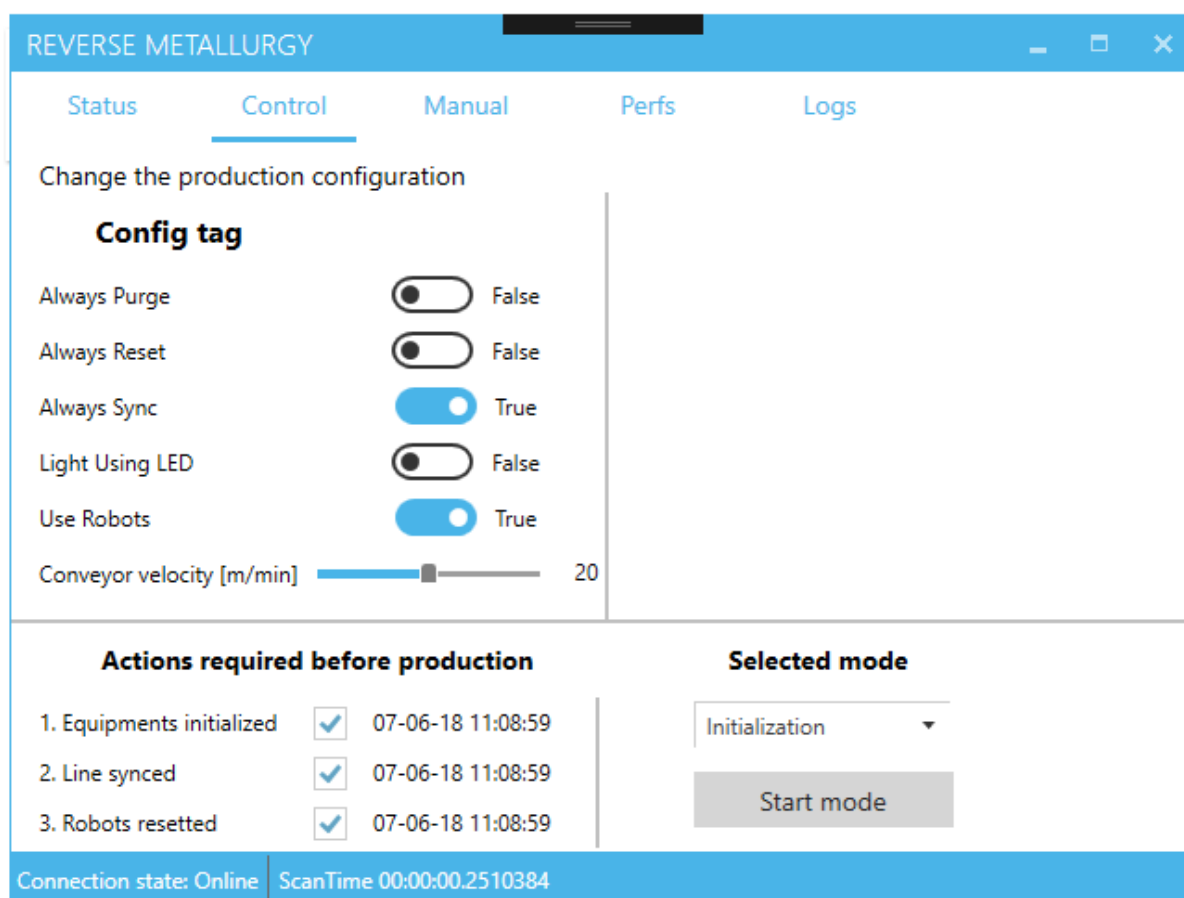 REVERSE METALLURGY
Status Control Manual Perfs Logs
Change the production configuration
Config tag
Always Purge False
Always Reset False
Always Sync True
Light Using LED False
Use Robots True
Conveyor velocity [m/min] 20
Actions required before production
1. Equipments initialized 07-06-18 11:08:59
2. Line synced 07-06-18 11:08:59
3. Robots resetted 07-06-18 11:08:59
Selected mode
Initialization
Start mode
Connection state: Online ScanTime 00:00:00.2510384